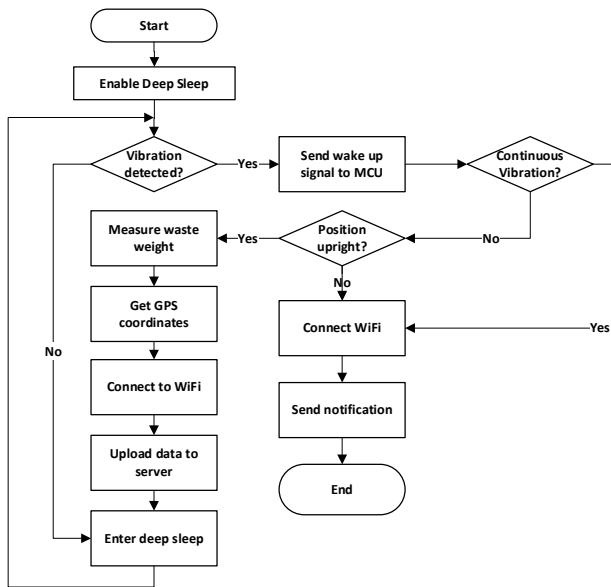 Start
Enable Deep Sleep
Vibration
detected?
Yes
Send wake up
signal to MCU
Continuous
Vibration?
Measure waste
weight
Yes
Position
upright?
No
No
Get GPS
coordinates
Connect WiFi
Yes
No
Connect to WiFi
Send notification
Upload data to
server
End
Enter deep sleep